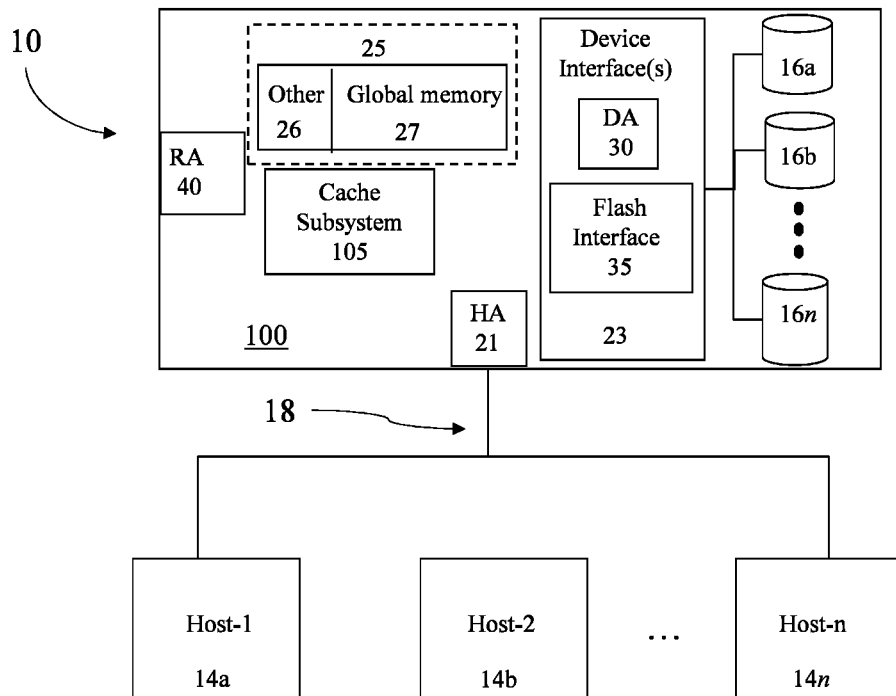 10
25
Other
26
Global memory
27
RA
40
Cache
Subsystem
105
Device
Interface(s)
DA
30
Flash
Interface
35
23
16a
16b
16n
HA
21
100
18
Host-1
14a
Host-2
14b
...
Host-n
14n